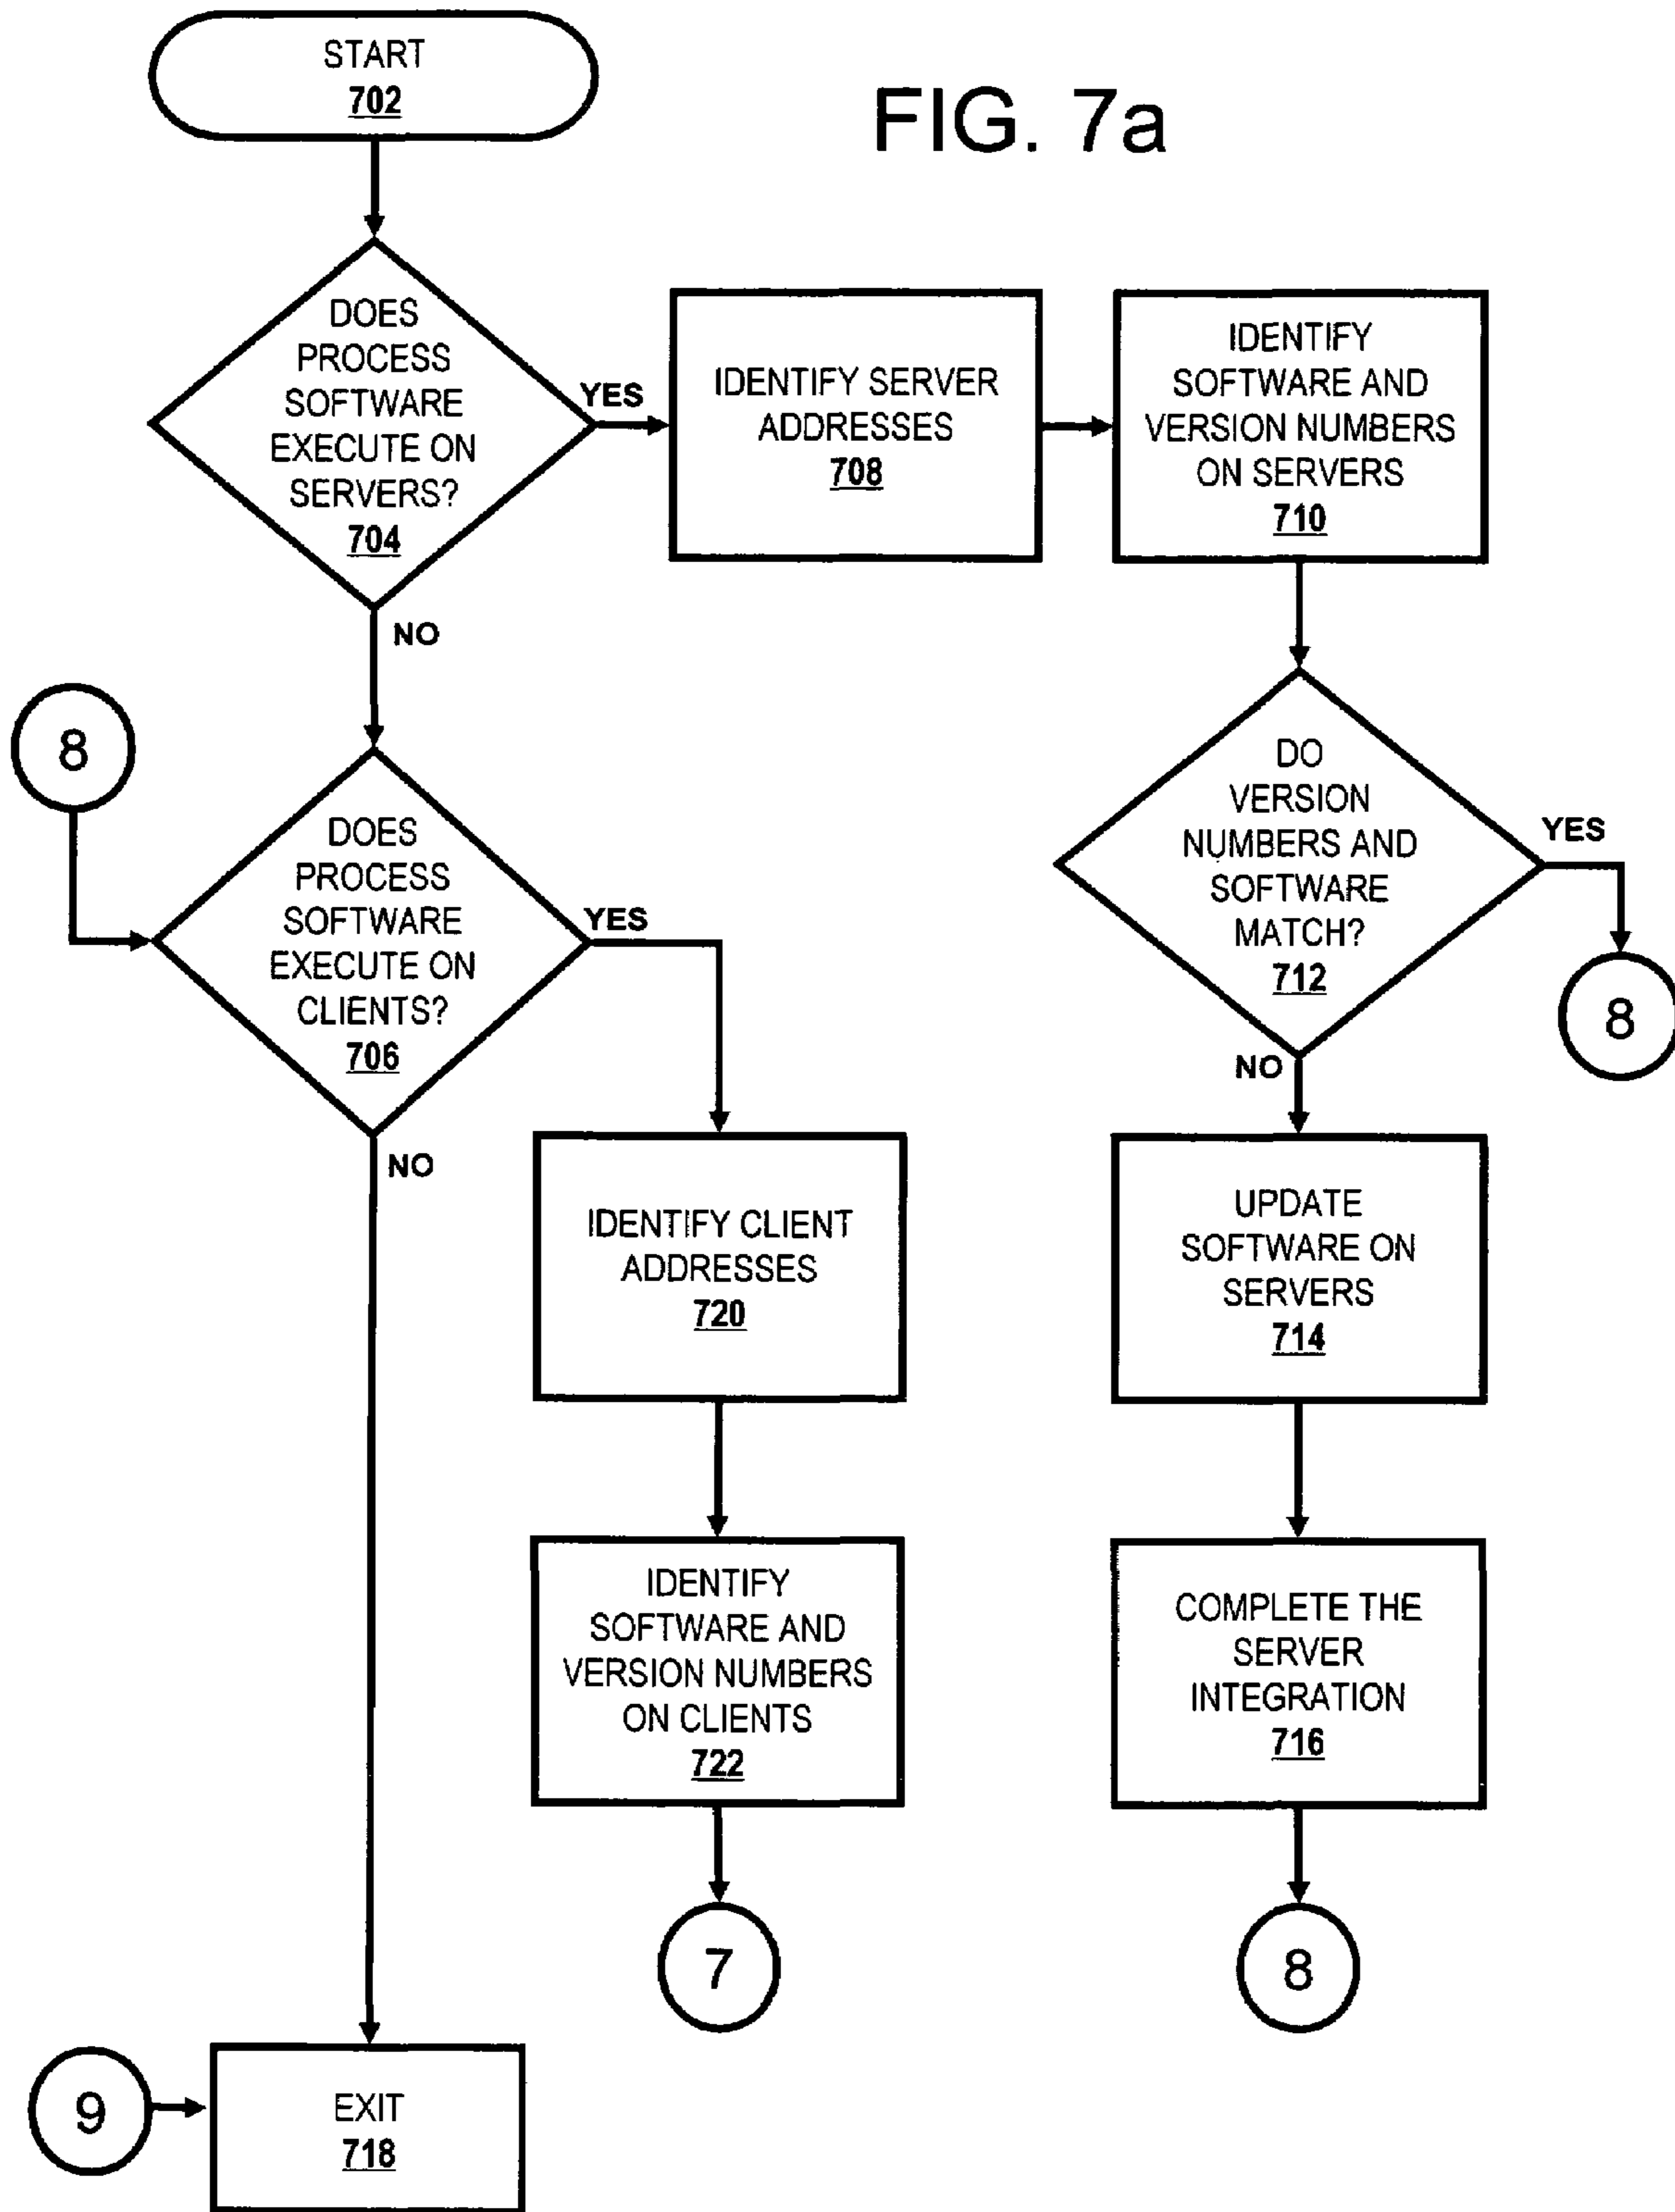 START
702
FIG. 7a
DOES
PROCESS
SOFTWARE
EXECUTE ON
SERVERS?
704
YES
NO
IDENTIFY SERVER
ADDRESSES
708
IDENTIFY
SOFTWARE AND
VERSION NUMBERS
ON SERVERS
710
8
DOES
PROCESS
SOFTWARE
EXECUTE ON
CLIENTS?
706
YES
NO
DO
VERSION
NUMBERS AND
SOFTWARE
MATCH?
712
YES
8
NO
IDENTIFY CLIENT
ADDRESSES
720
UPDATE
SOFTWARE ON
SERVERS
714
IDENTIFY
SOFTWARE AND
VERSION NUMBERS
ON CLIENTS
722
COMPLETE THE
SERVER
INTEGRATION
716
7
8
9
EXIT
718